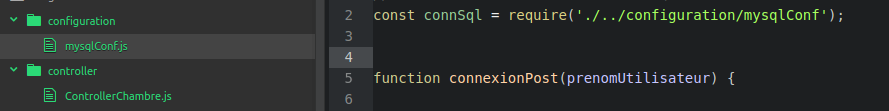 configuration
mysqlConf.js
controller
ControllerChambre.js
2 const connSql = require('./../configuration/mysqlConf');
3
4
5 function connexionPost(prenomUtilisateur) {
6